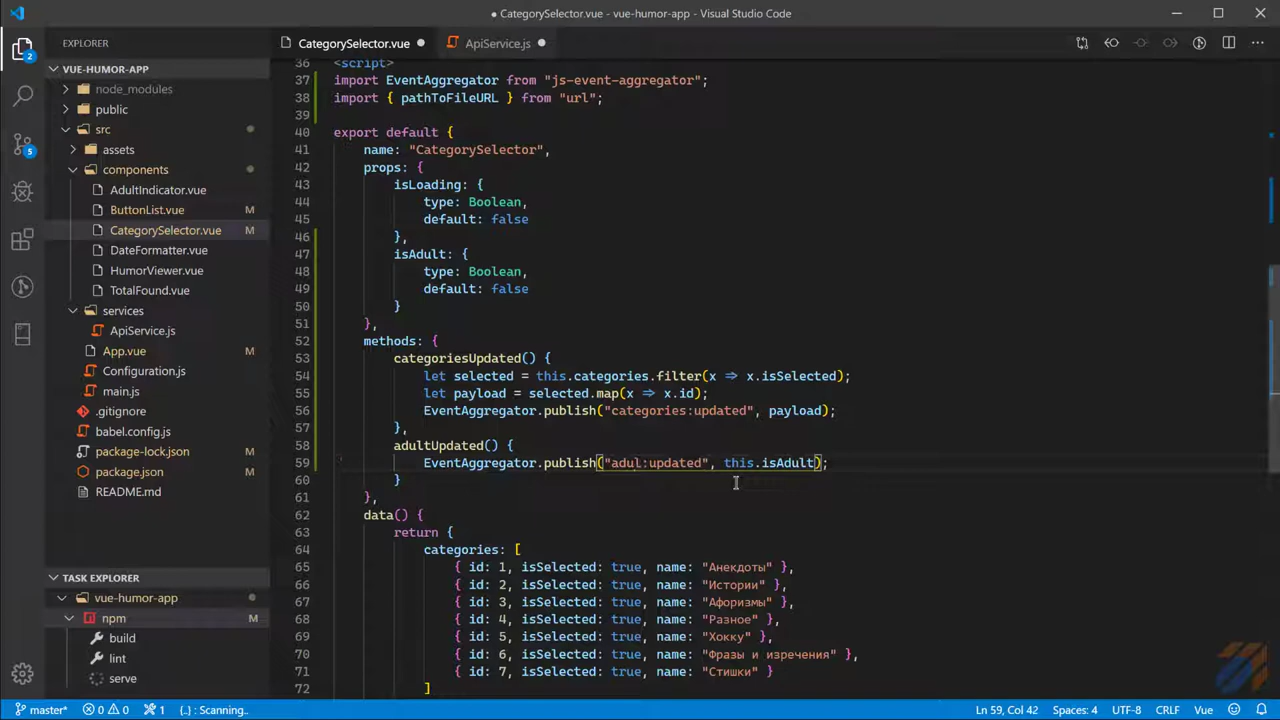 CategorySelector.vue - vue-humor-app - Visual Studio Code
EXPLORER
CategorySelector.vue
ApiService.js
VUE-HUMOR-APP
node_modules
public
src
assets
components
AdultIndicator.vue
ButtonList.vue M
CategorySelector.vue M
DateFormatter.vue
HumorViewer.vue
TotalFound.vue
services
ApiService.js
App.vue M
Configuration.js
main.js
.gitignore
babel.config.js
package-lock.json M
package.json M
README.md
TASK EXPLORER
vue-humor-app
npm M
build
lint
serve
2
5
36 <script>
37 import EventAggregator from "js-event-aggregator";
38 import { pathToFileURL } from "url";
39
40 export default {
41 name: "CategorySelector",
42 props: {
43 isLoading: {
44 type: Boolean,
45 default: false
46 },
47 isAdult: {
48 type: Boolean,
49 default: false
50 }
51 },
52 methods: {
53 categoriesUpdated() {
54 let selected = this.categories.filter(x => x.isSelected);
55 let payload = selected.map(x => x.id);
56 EventAggregator.publish("categories:updated", payload);
57 },
58 adultUpdated() {
59 EventAggregator.publish("adul:updated", this.isAdult);
60 }
61 },
62 data() {
63 return {
64 categories: [
65 { id: 1, isSelected: true, name: "Анекдоты" },
66 { id: 2, isSelected: true, name: "Истории" },
67 { id: 3, isSelected: true, name: "Афоризмы" },
68 { id: 4, isSelected: true, name: "Разное" },
69 { id: 5, isSelected: true, name: "Хокку" },
70 { id: 6, isSelected: true, name: "Фразы и изречения" },
71 { id: 7, isSelected: true, name: "Стишки" }
72 ]
master* 0 0 1 {..} : Scanning.. Ln 59, Col 42 Spaces: 4 UTF-8 CRLF Vue